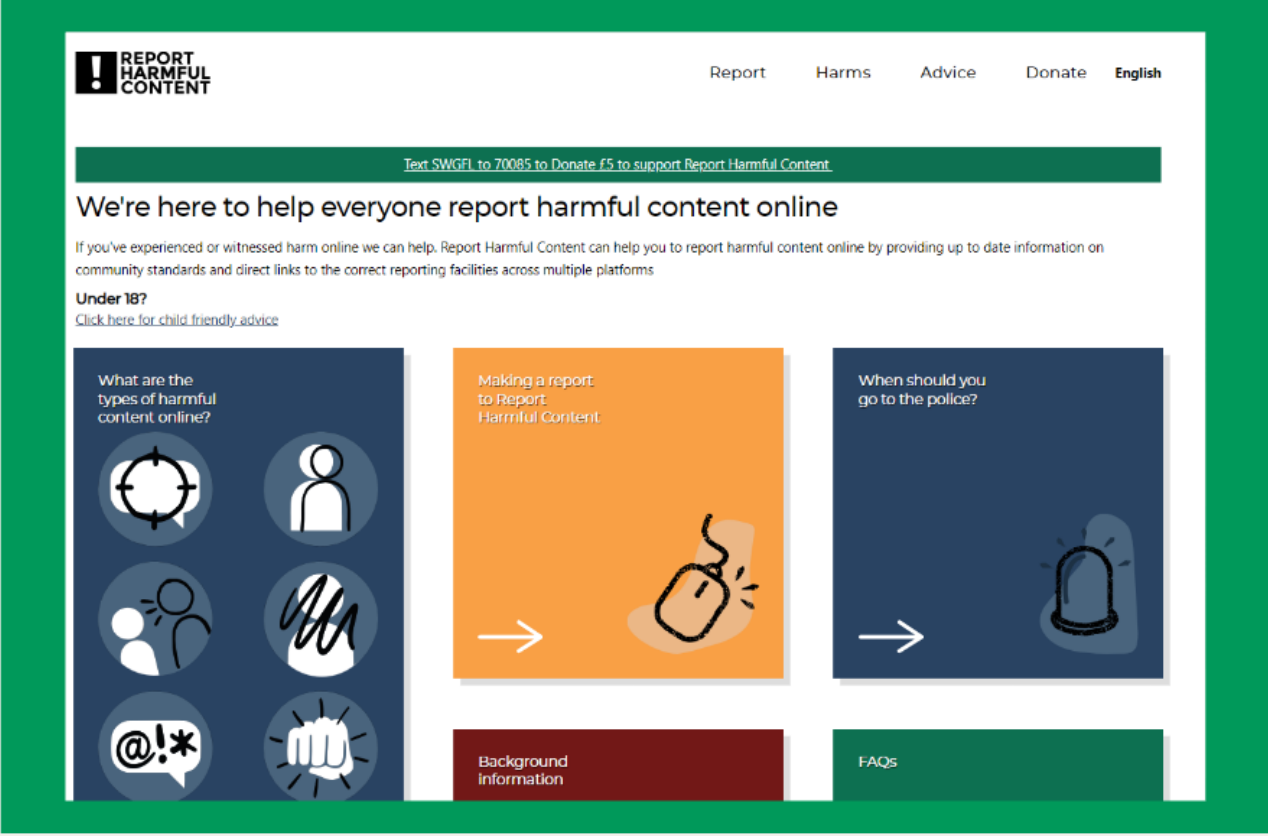 REPORT
HARMFUL
CONTENT
Report Harms Advice Donate English
Text SWGFL to 70085 to Donate £5 to support Report Harmful Content
We're here to help everyone report harmful content online
If you've experienced or witnessed harm online we can help. Report Harmful Content can help you to report harmful content online by providing up to date information on
community standards and direct links to the correct reporting facilities across multiple platforms
Under 18?
Click here for child friendly advice
What are the
types of harmful
content online?
@!*
Making a report
to Report
Harmful Content
When should you
go to the police?
Background
information
FAQs